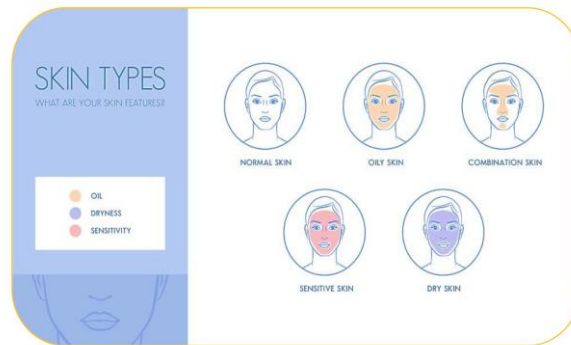 SKIN TYPES
WHAT ARE YOUR SKIN FEATURES?
OIL
DRYNESS
SENSITIVITY
NORMAL SKIN
OILY SKIN
COMBINATION SKIN
SENSITIVE SKIN
DRY SKIN